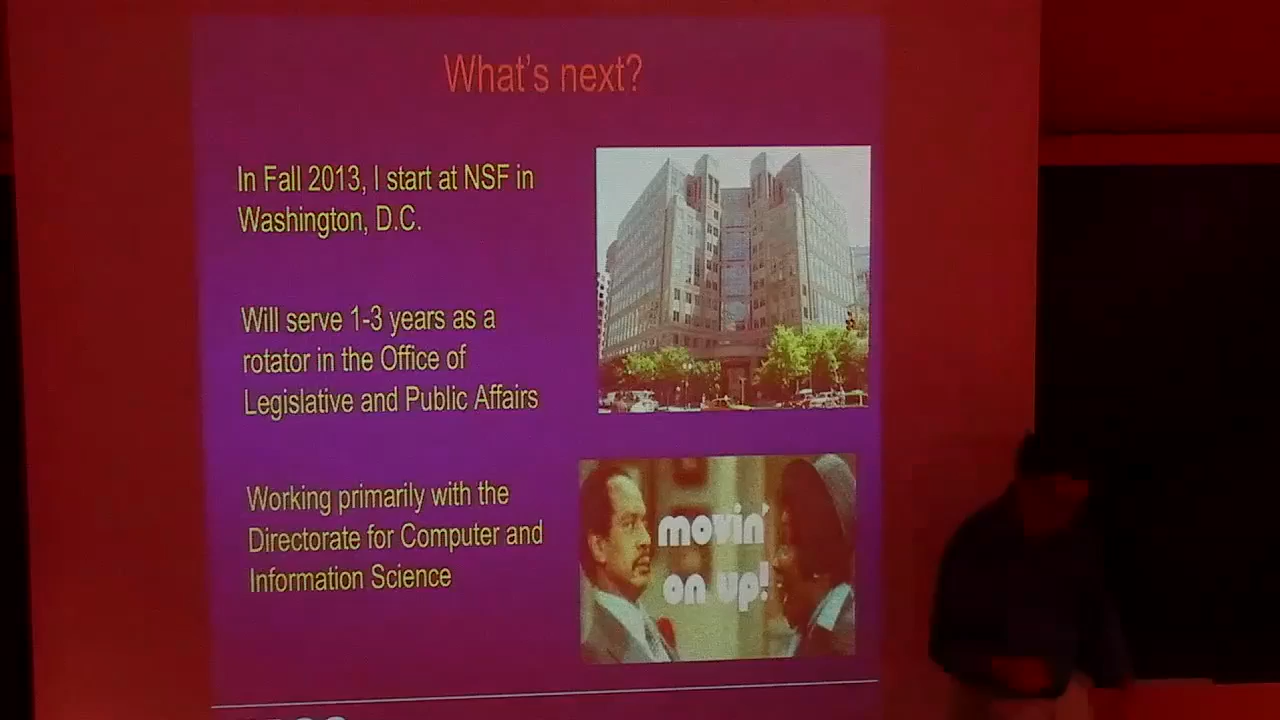 What's next?
In Fall 2013, I start at NSF in
Washington, D.C.
Will serve 1-3 years as a
rotator in the Office of
Legislative and Public Affairs
Working primarily with the
Directorate for Computer and
Information Science
movin'
on up!